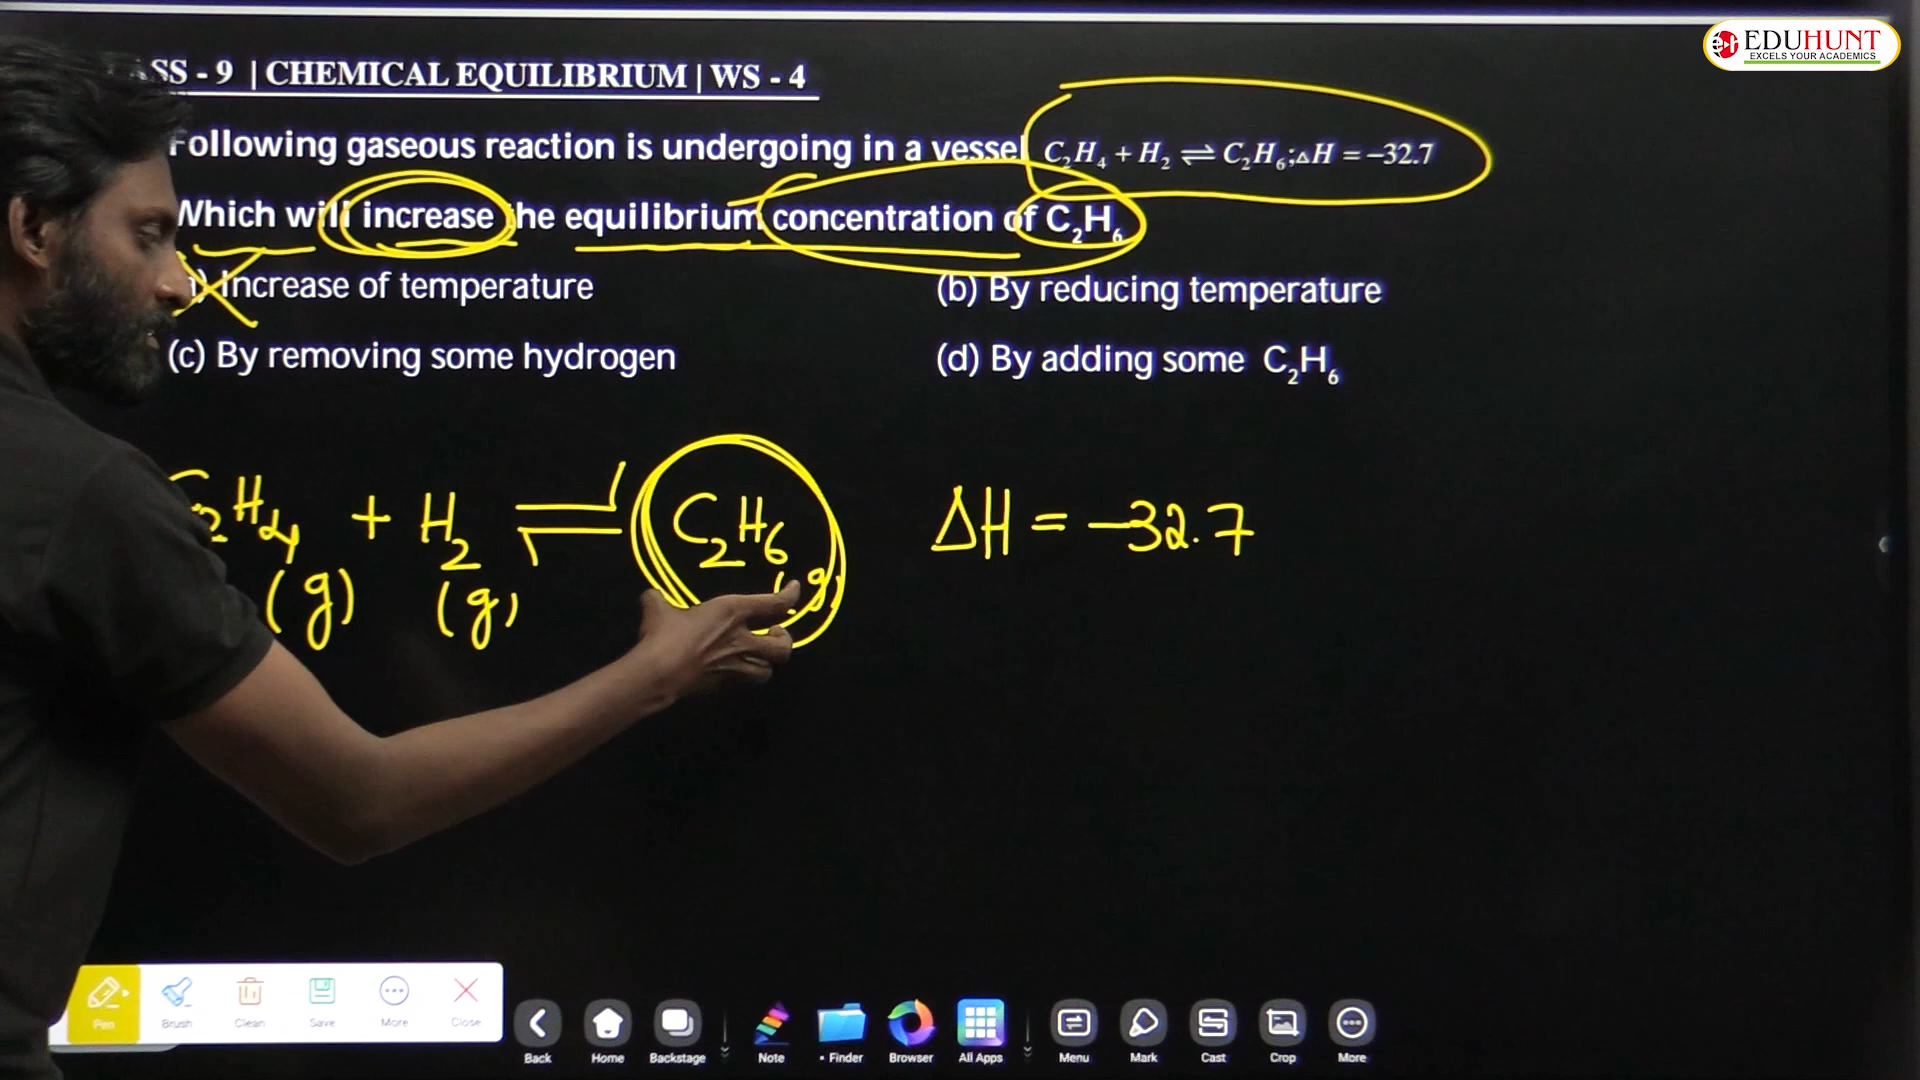 EDUHUNT
EXCELS YOUR ACADEMICS
ASS - 9 | CHEMICAL EQUILIBRIUM | WS - 4
Following gaseous reaction is undergoing in a vessel C₂H₄ + H₂ ⇌ C₂H₆;ΔH = −32.7
Which will increase the equilibrium concentration of C₂H₆
a) Increase of temperature (b) By reducing temperature
(c) By removing some hydrogen (d) By adding some C₂H₆
C₂H₄ + H₂ ⇌ C₂H₆ ΔH = −32.7
(g) (g) (g)
Pen Brush Clean Save More Close
Back Home Backstage Note • Finder Browser All Apps Menu Mark Cast Crop More